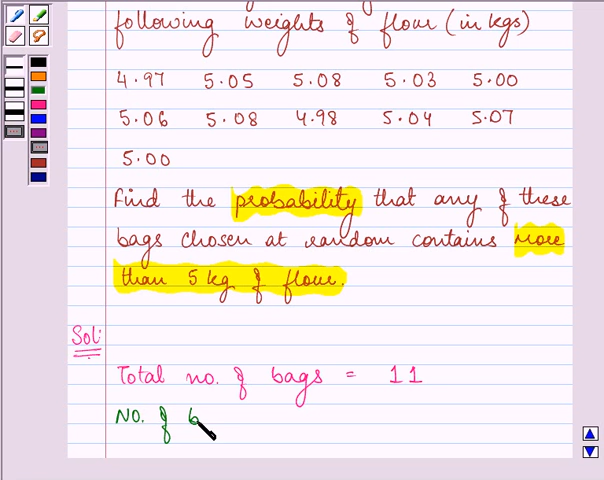 following weights of flour (in kgs)
4.97 5.05 5.08 5.03 5.00
5.06 5.08 4.98 5.04 5.07
5.00
Find the probability that any of these
bags chosen at random contains more
than 5 kg of flour.
Sol:
Total no. of bags = 11
No. of b